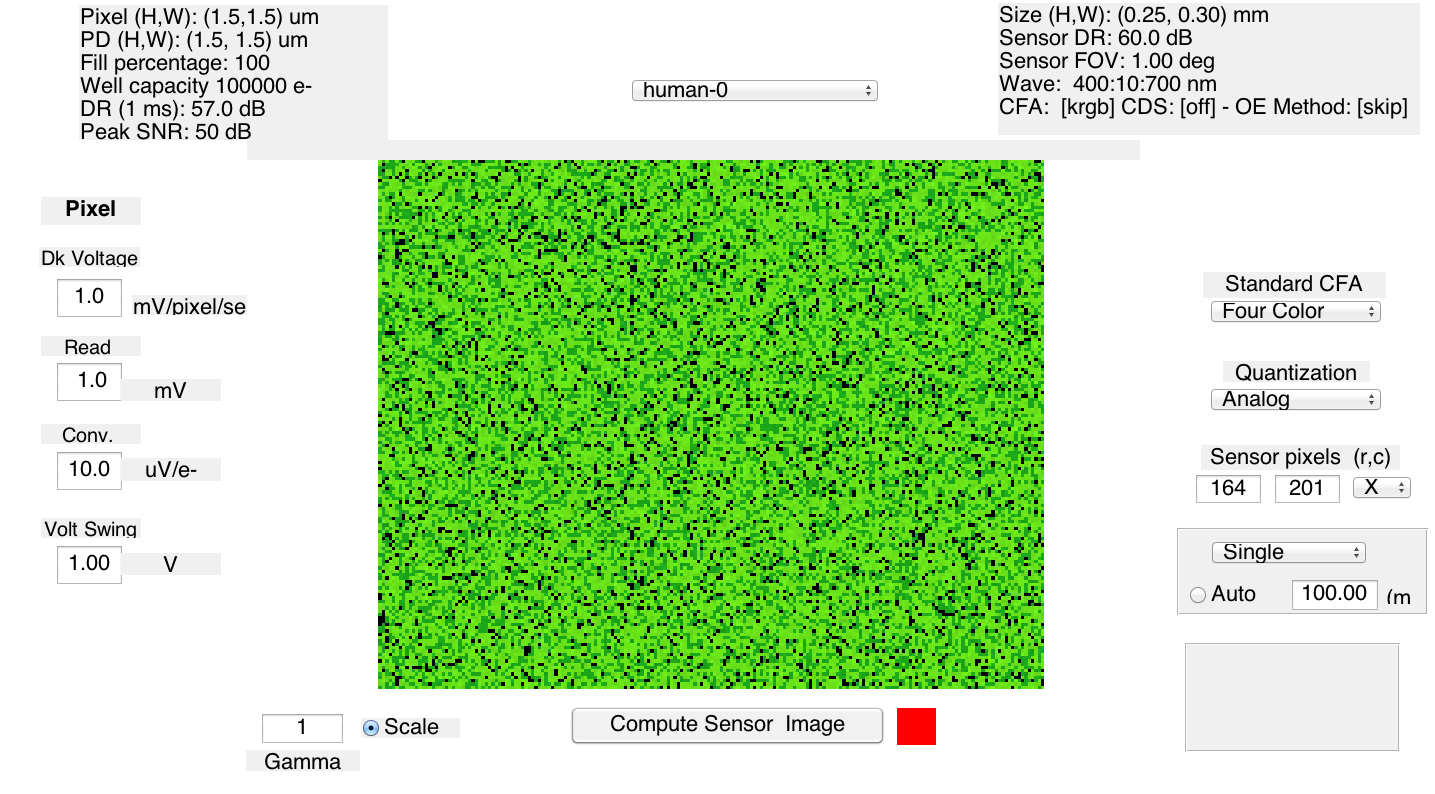 Pixel (H,W): (1.5,1.5) um
PD (H,W): (1.5, 1.5) um
Fill percentage: 100
Well capacity 100000 e-
DR (1 ms): 57.0 dB
Peak SNR: 50 dB
human-0
Size (H,W): (0.25, 0.30) mm
Sensor DR: 60.0 dB
Sensor FOV: 1.00 deg
Wave:  400:10:700 nm
CFA:  [krgb] CDS: [off] - OE Method: [skip]
Pixel
Dk Voltage
1.0 mV/pixel/se
Read
1.0 mV
Conv.
10.0 uV/e-
Volt Swing
1.00 V
Standard CFA
Four Color
Quantization
Analog
Sensor pixels  (r,c)
164 201 X
Single
Auto 100.00 (m
1 Scale
Gamma
Compute Sensor  Image